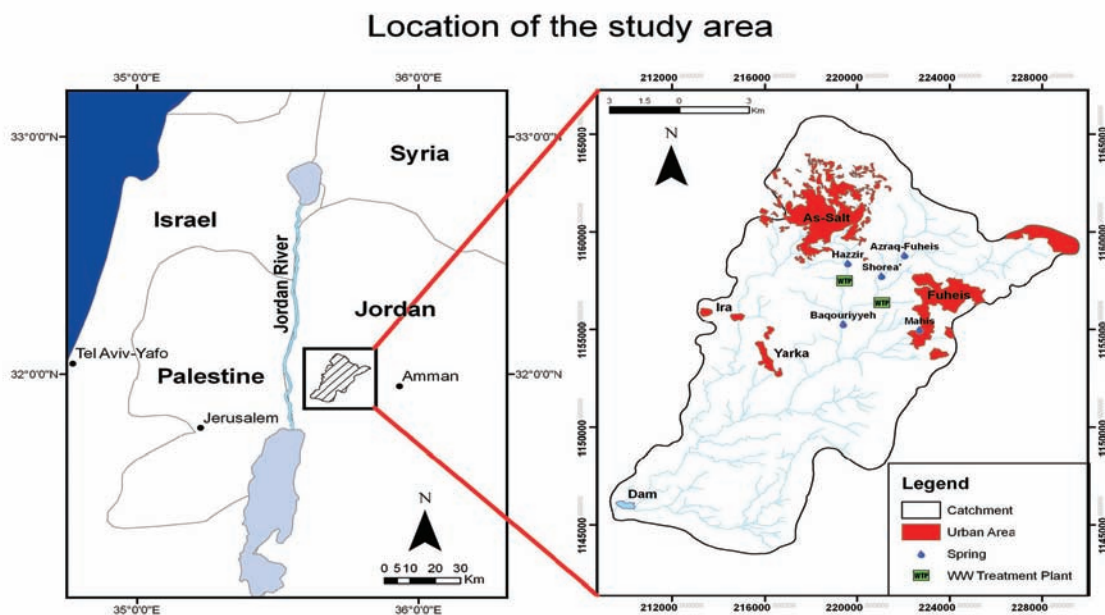 Location of the study area
35°0'0"E
36°0'0"E
33°0'0"N
33°0'0"N
Syria
Israel
Jordan River
Jordan
Tel Aviv-Yafo
32°0'0"N
32°0'0"N
Palestine
Amman
Jerusalem
N
0 5 10 20 30
Km
35°0'0"E
36°0'0"E
212000
216000
220000
224000
228000
3 1.5 0 3
Km
N
1165000
1165000
As-Salt
1160000
1160000
Azraq-Fuheis
Hazzir
Shorea'
WTP
Fuheis
WTP
Ira
Baqouriyyeh
Mahis
1155000
1155000
Yarka
1150000
1150000
Dam
1145000
1145000
Legend
Catchment
Urban Area
Spring
WTP
WW Treatment Plant
212000
216000
220000
224000
228000